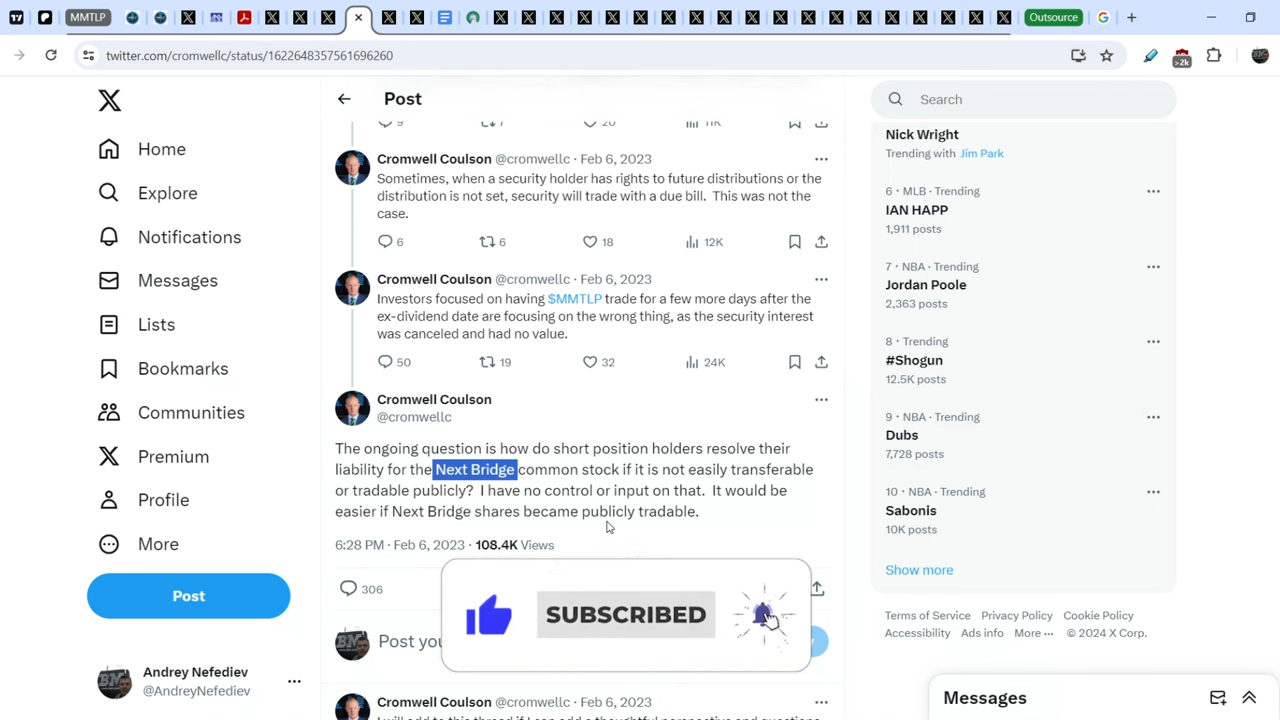 MMTLP
Outsource
twitter.com/cromwellc/status/1622648357561696260
>2k
Post
Search
Home
Explore
Notifications
Messages
Lists
Bookmarks
Communities
Premium
Profile
More
Post
Andrey Nefediev
@AndreyNefediev
9 7 20 11K
Cromwell Coulson @cromwellc · Feb 6, 2023
Sometimes, when a security holder has rights to future distributions or the
distribution is not set, security will trade with a due bill. This was not the
case.
6 6 18 12K
Cromwell Coulson @cromwellc · Feb 6, 2023
Investors focused on having $MMTLP trade for a few more days after the
ex-dividend date are focusing on the wrong thing, as the security interest
was canceled and had no value.
50 19 32 24K
Cromwell Coulson
@cromwellc
The ongoing question is how do short position holders resolve their
liability for the Next Bridge common stock if it is not easily transferable
or tradable publicly? I have no control or input on that. It would be
easier if Next Bridge shares became publicly tradable.
6:28 PM · Feb 6, 2023 · 108.4K Views
306
SUBSCRIBED
Post you
Cromwell Coulson @cromwellc · Feb 6, 2023
Nick Wright
Trending with Jim Park
6 · MLB · Trending
IAN HAPP
1,911 posts
7 · NBA · Trending
Jordan Poole
2,363 posts
8 · Trending
#Shogun
12.5K posts
9 · NBA · Trending
Dubs
7,728 posts
10 · NBA · Trending
Sabonis
10K posts
Show more
Terms of Service Privacy Policy Cookie Policy
Accessibility Ads info More ··· © 2024 X Corp.
Messages